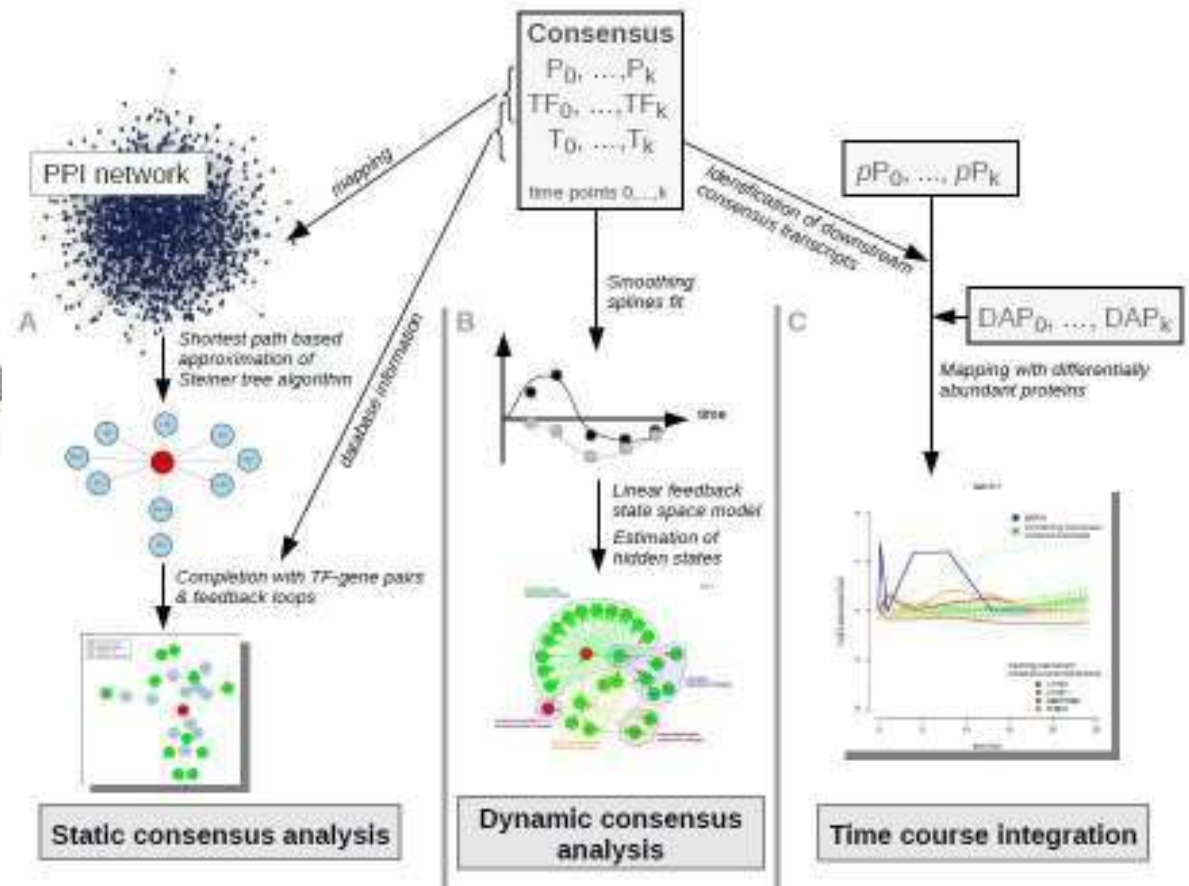 Consensus
P0, ...,Pk
TF0, ...,TFk
T0, ...,Tk
time points 0,...,k
PPI network
mapping
database information
Identification of downstream
consensus transcripts
pP0, ..., pPk
DAP0, ..., DAPk
A
Shortest path based
approximation of
Steiner tree algorithm
Completion with TF-gene pairs
& feedback loops
Static consensus analysis
B
Smoothing
splines fit
time
Linear feedback
state space model
Estimation of
hidden states
Dynamic consensus
analysis
C
Mapping with differentially
abundant proteins
Time course integration